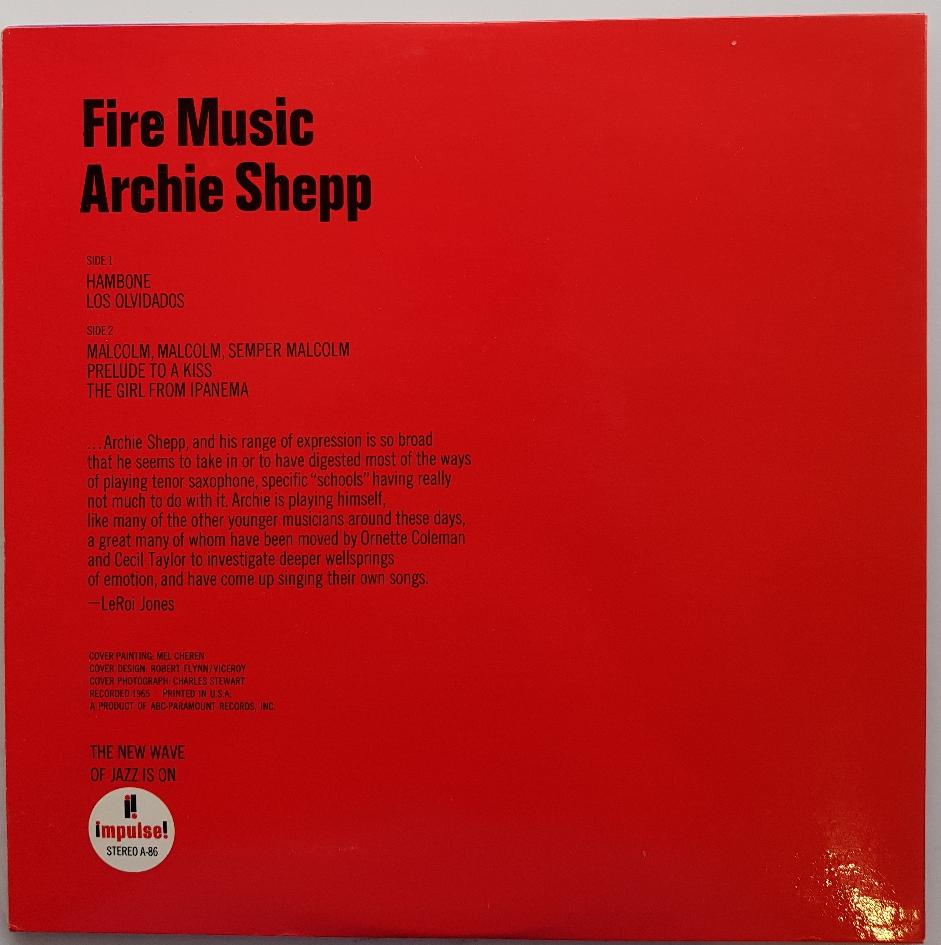 Fire Music
Archie Shepp
SIDE 1
HAMBONE
LOS OLVIDADOS
SIDE 2
MALCOLM, MALCOLM, SEMPER MALCOLM
PRELUDE TO A KISS
THE GIRL FROM IPANEMA
...Archie Shepp, and his range of expression is so broad
that he seems to take in or to have digested most of the ways
of playing tenor saxophone, specific “schools” having really
not much to do with it. Archie is playing himself,
like many of the other younger musicians around these days,
a great many of whom have been moved by Ornette Coleman
and Cecil Taylor to investigate deeper wellsprings
of emotion, and have come up singing their own songs.
—LeRoi Jones
COVER PAINTING: MEL CHEREN
COVER DESIGN: ROBERT FLYNN/VICEROY
COVER PHOTOGRAPH: CHARLES STEWART
RECORDED 1965 PRINTED IN U.S.A.
A PRODUCT OF ABC-PARAMOUNT RECORDS, INC.
THE NEW WAVE
OF JAZZ IS ON
i!
impulse!
STEREO A-86